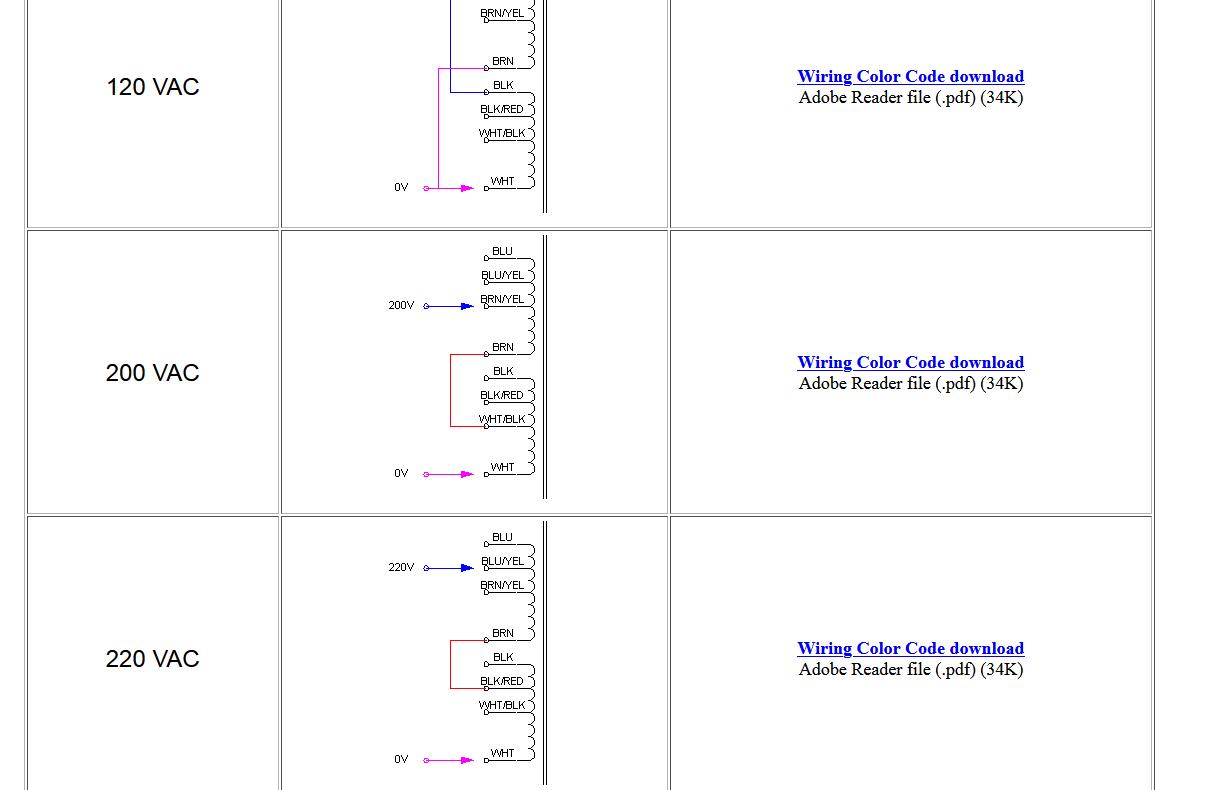 BRN/YEL
BRN
120 VAC
BLK
BLK/RED
WHT/BLK
0V
WHT
Wiring Color Code download
Adobe Reader file (.pdf) (34K)
200 VAC
BLU
BLU/YEL
200V
BRN/YEL
BRN
BLK
BLK/RED
WHT/BLK
0V
WHT
Wiring Color Code download
Adobe Reader file (.pdf) (34K)
220 VAC
BLU
220V
BLU/YEL
BRN/YEL
BRN
BLK
BLK/RED
WHT/BLK
0V
WHT
Wiring Color Code download
Adobe Reader file (.pdf) (34K)